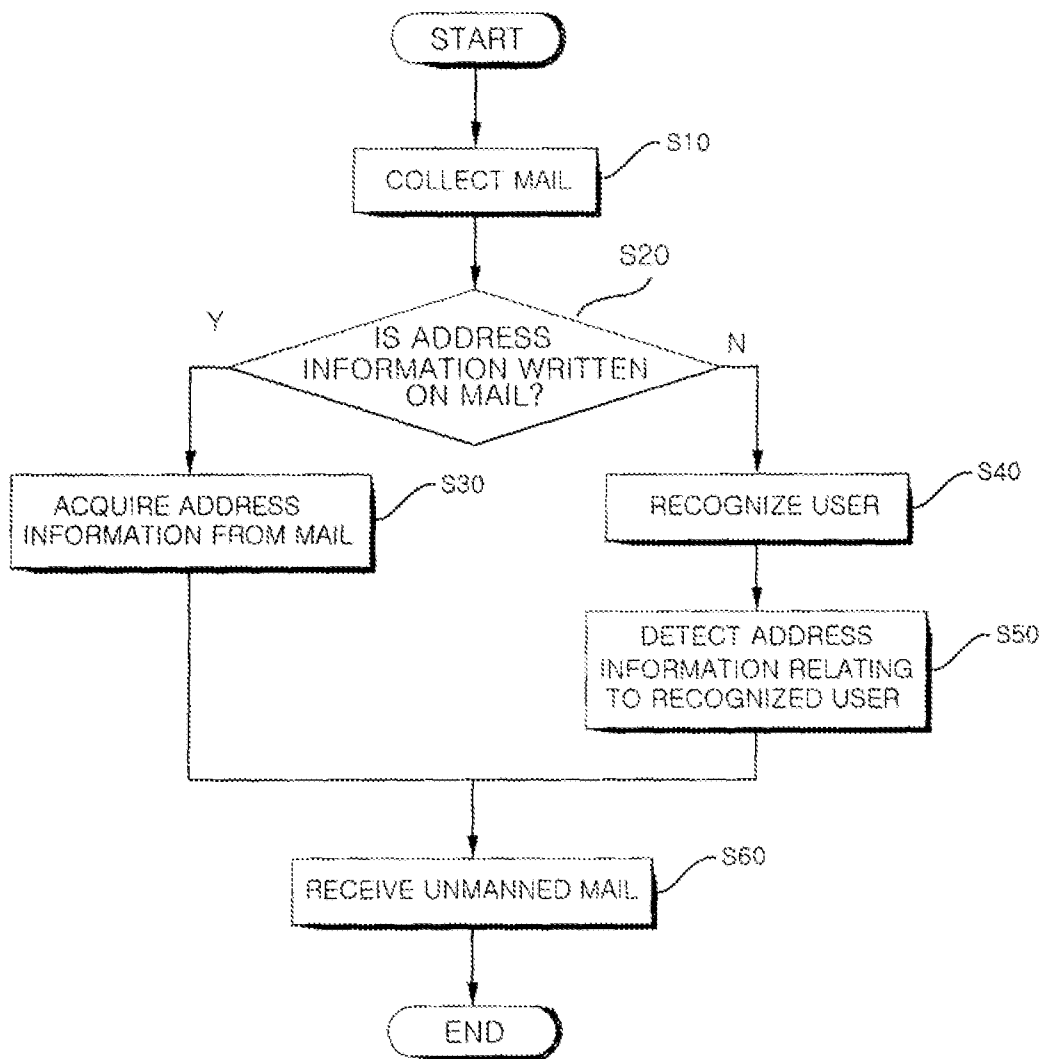 START
S10
COLLECT MAIL
S20
Y
IS ADDRESS
INFORMATION WRITTEN
ON MAIL?
N
S30
ACQUIRE ADDRESS
INFORMATION FROM MAIL
S40
RECOGNIZE USER
S50
DETECT ADDRESS
INFORMATION RELATING
TO RECOGNIZED USER
S60
RECEIVE UNMANNED MAIL
END